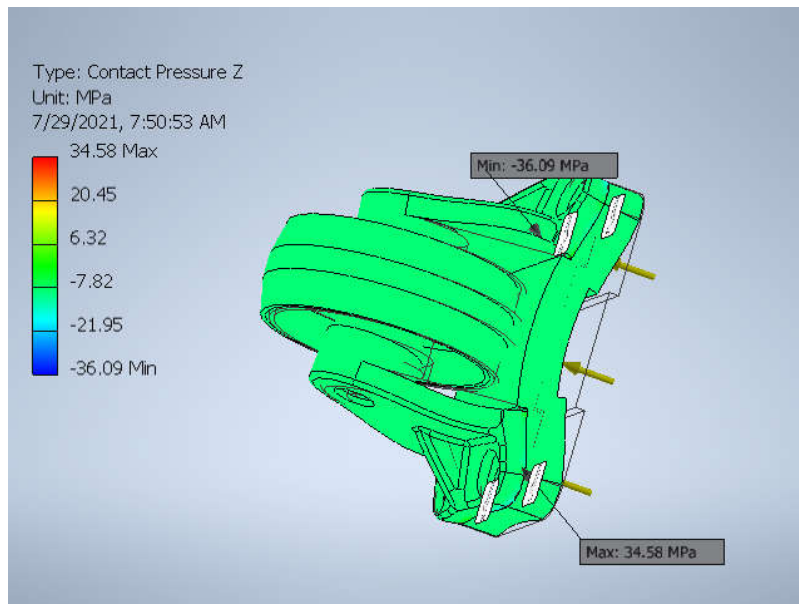 Type: Contact Pressure Z
Unit: MPa
7/29/2021, 7:50:53 AM
34.58 Max
20.45
6.32
-7.82
-21.95
-36.09 Min
Min: -36.09 MPa
Max: 34.58 MPa